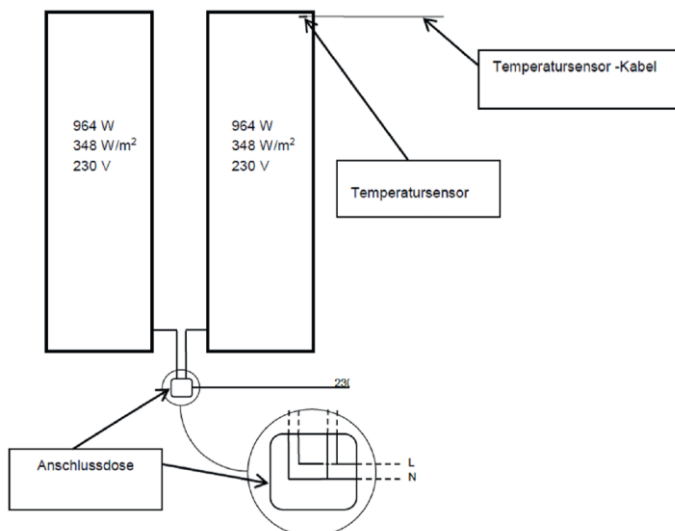 964 W
348 W/m²
230 V
964 W
348 W/m²
230 V
Temperatursensor -Kabel
Temperatursensor
Anschlussdose
L
N